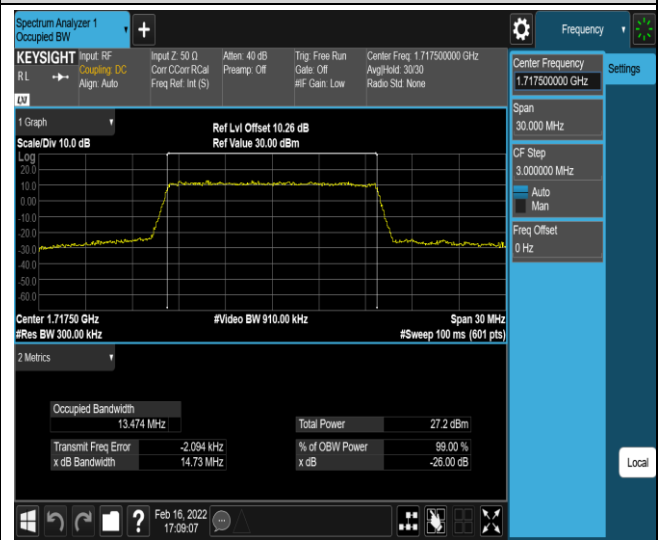 Spectrum Analyzer 1
Occupied BW
Frequency
KEYSIGHT
R L
LXI
Input: RF
Coupling: DC
Align: Auto
Input Z: 50 Ω
Corr CCorr RCal
Freq Ref: Int (S)
Atten: 40 dB
Preamp: Off
Trig: Free Run
Gate: Off
#IF Gain: Low
Center Freq: 1.717500000 GHz
Avg|Hold: 30/30
Radio Std: None
Center Frequency
1.717500000 GHz
Settings
Span
30.000 MHz
CF Step
3.000000 MHz
Auto
Man
Freq Offset
0 Hz
1 Graph
Scale/Div 10.0 dB
Ref Lvl Offset 10.26 dB
Ref Value 30.00 dBm
Log
20.0
10.0
0.00
-10.0
-20.0
-30.0
-40.0
-50.0
-60.0
Center 1.71750 GHz
#Video BW 910.00 kHz
Span 30 MHz
#Res BW 300.00 kHz
#Sweep 100 ms (601 pts)
2 Metrics
Occupied Bandwidth
13.474 MHz
Total Power 27.2 dBm
Transmit Freq Error -2.094 kHz
% of OBW Power 99.00 %
x dB Bandwidth 14.73 MHz
x dB -26.00 dB
Local
Feb 16, 2022
17:09:07